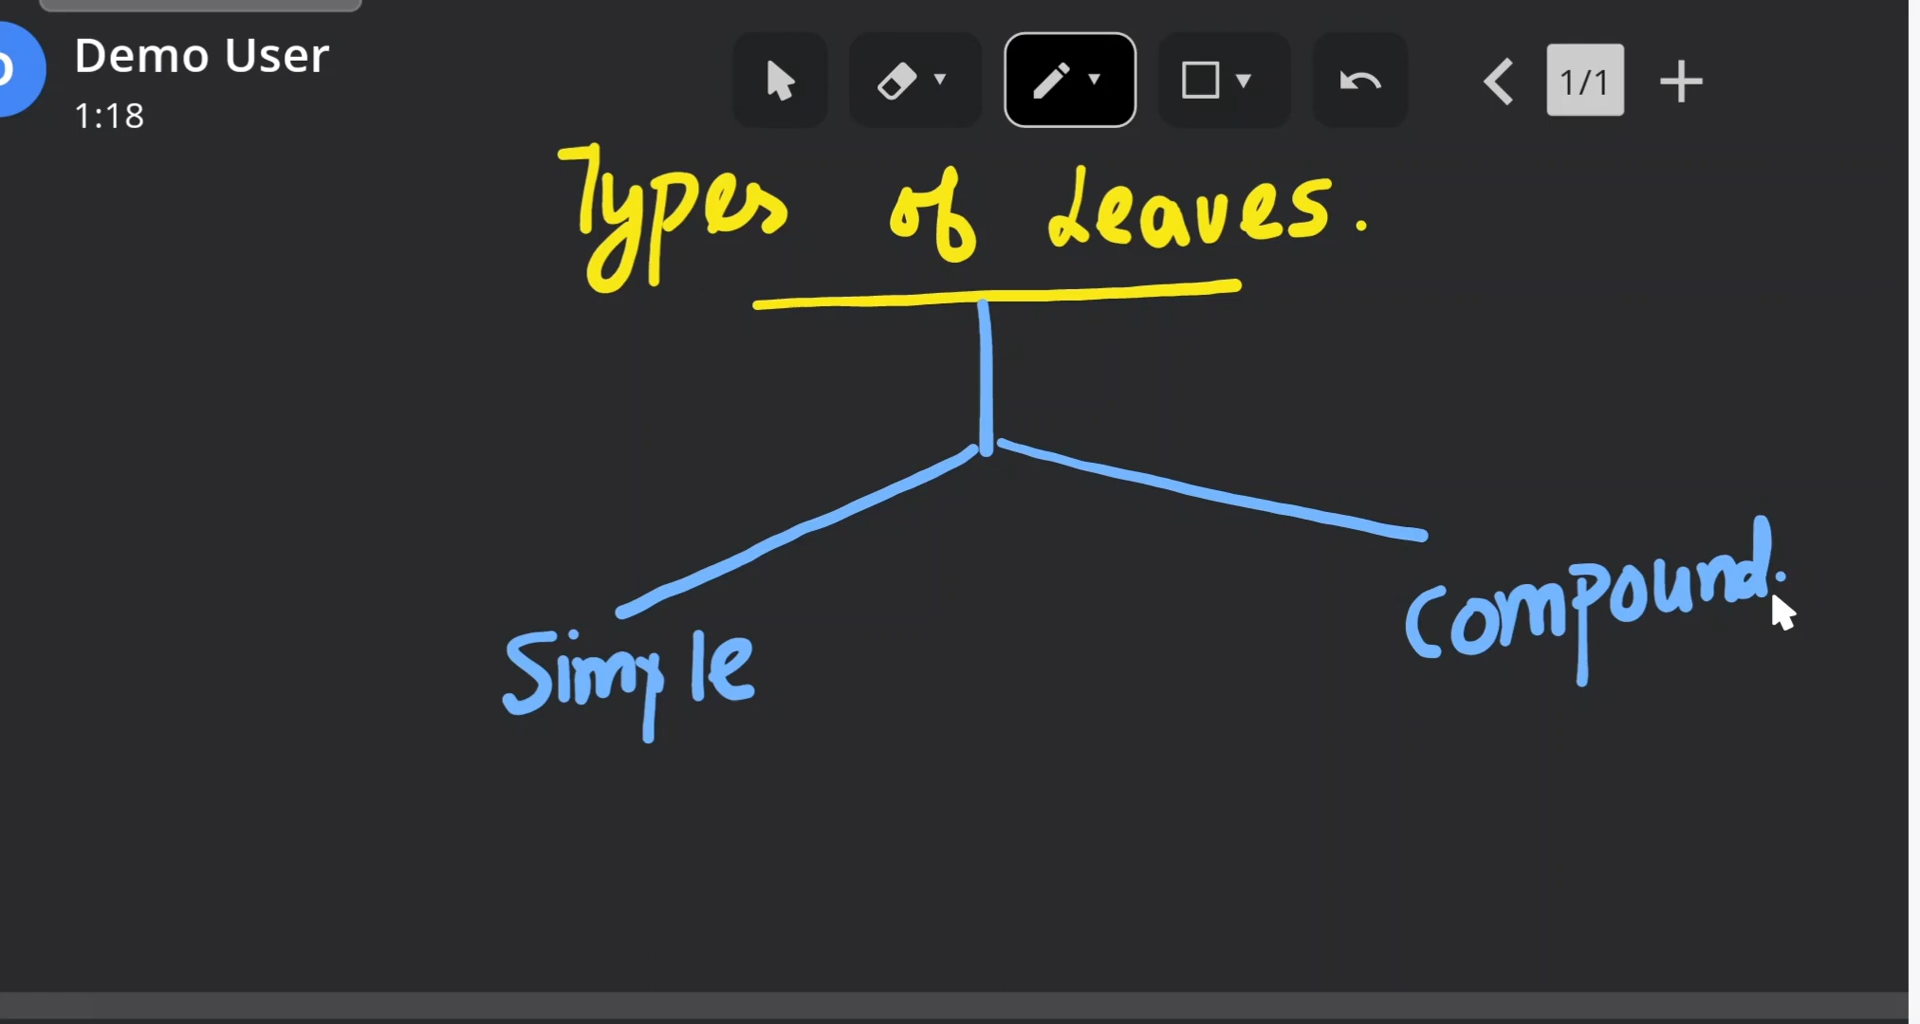 Demo User
1:18
1/1
Types of Leaves.
Simple
Compound.